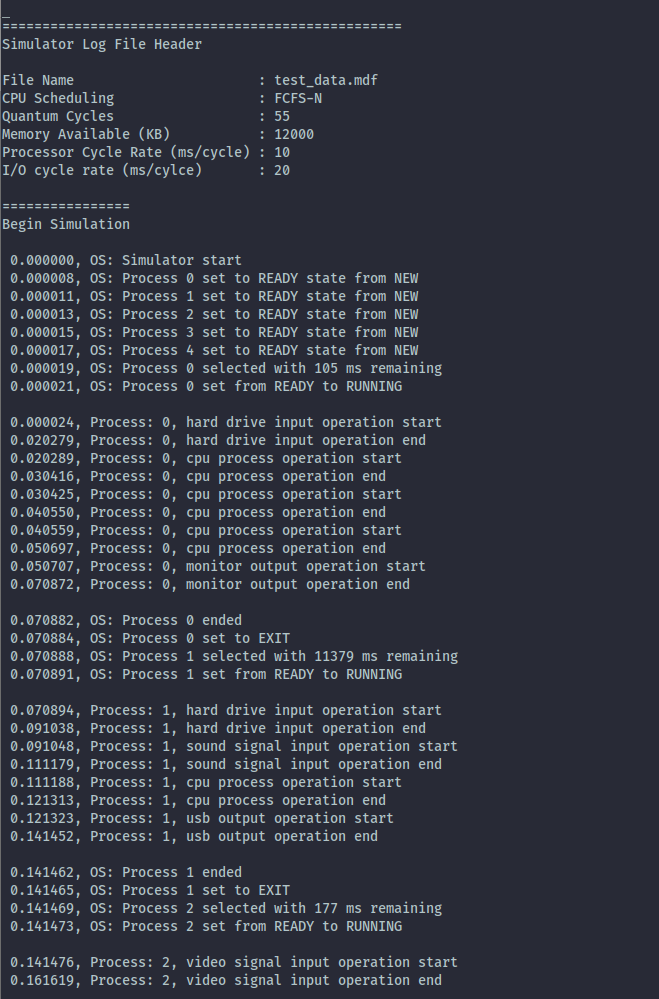 _
==================================================
Simulator Log File Header
File Name                       : test_data.mdf
CPU Scheduling                  : FCFS-N
Quantum Cycles                  : 55
Memory Available (KB)           : 12000
Processor Cycle Rate (ms/cycle) : 10
I/O cycle rate (ms/cylce)       : 20
================
Begin Simulation
0.000000, OS: Simulator start
0.000008, OS: Process 0 set to READY state from NEW
0.000011, OS: Process 1 set to READY state from NEW
0.000013, OS: Process 2 set to READY state from NEW
0.000015, OS: Process 3 set to READY state from NEW
0.000017, OS: Process 4 set to READY state from NEW
0.000019, OS: Process 0 selected with 105 ms remaining
0.000021, OS: Process 0 set from READY to RUNNING
0.000024, Process: 0, hard drive input operation start
0.020279, Process: 0, hard drive input operation end
0.020289, Process: 0, cpu process operation start
0.030416, Process: 0, cpu process operation end
0.030425, Process: 0, cpu process operation start
0.040550, Process: 0, cpu process operation end
0.040559, Process: 0, cpu process operation start
0.050697, Process: 0, cpu process operation end
0.050707, Process: 0, monitor output operation start
0.070872, Process: 0, monitor output operation end
0.070882, OS: Process 0 ended
0.070884, OS: Process 0 set to EXIT
0.070888, OS: Process 1 selected with 11379 ms remaining
0.070891, OS: Process 1 set from READY to RUNNING
0.070894, Process: 1, hard drive input operation start
0.091038, Process: 1, hard drive input operation end
0.091048, Process: 1, sound signal input operation start
0.111179, Process: 1, sound signal input operation end
0.111188, Process: 1, cpu process operation start
0.121313, Process: 1, cpu process operation end
0.121323, Process: 1, usb output operation start
0.141452, Process: 1, usb output operation end
0.141462, OS: Process 1 ended
0.141465, OS: Process 1 set to EXIT
0.141469, OS: Process 2 selected with 177 ms remaining
0.141473, OS: Process 2 set from READY to RUNNING
0.141476, Process: 2, video signal input operation start
0.161619, Process: 2, video signal input operation end